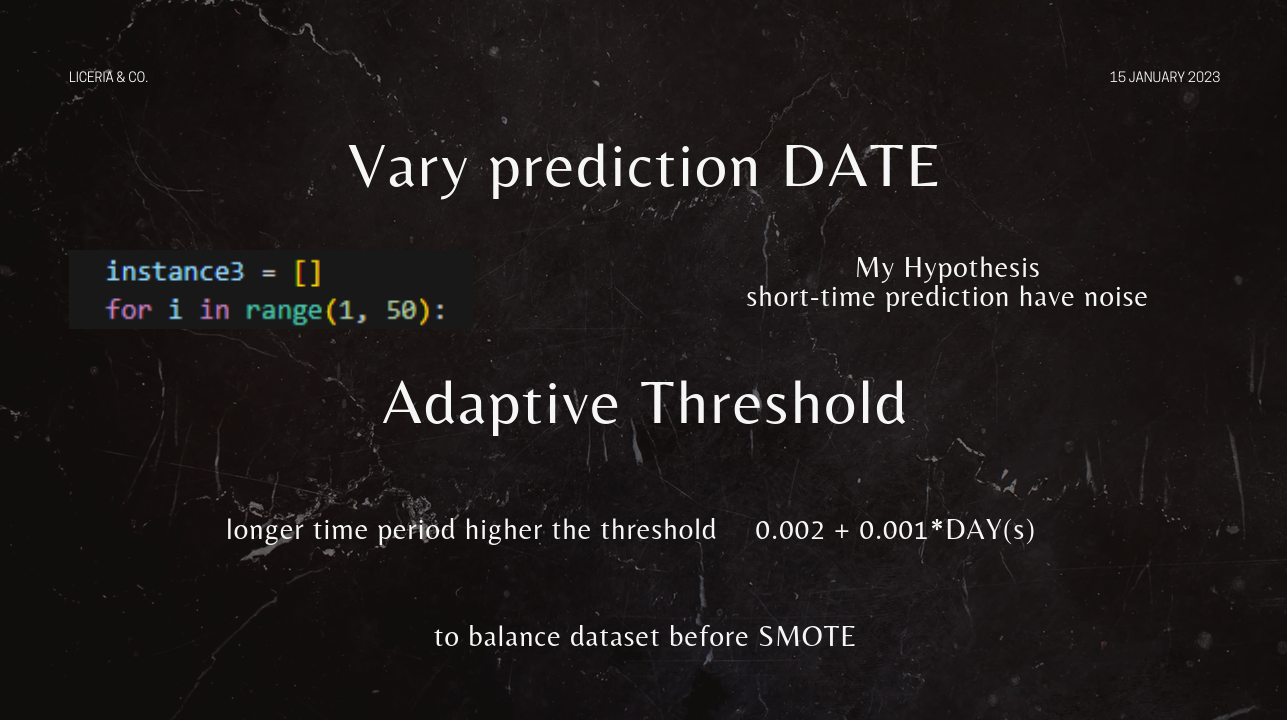 LICERIA & CO.
15 JANUARY 2023
Vary prediction DATE
instance3 = []
for i in range(1, 50):
My Hypothesis
short-time prediction have noise
Adaptive Threshold
longer time period higher the threshold
0.002 + 0.001*DAY(s)
to balance dataset before SMOTE